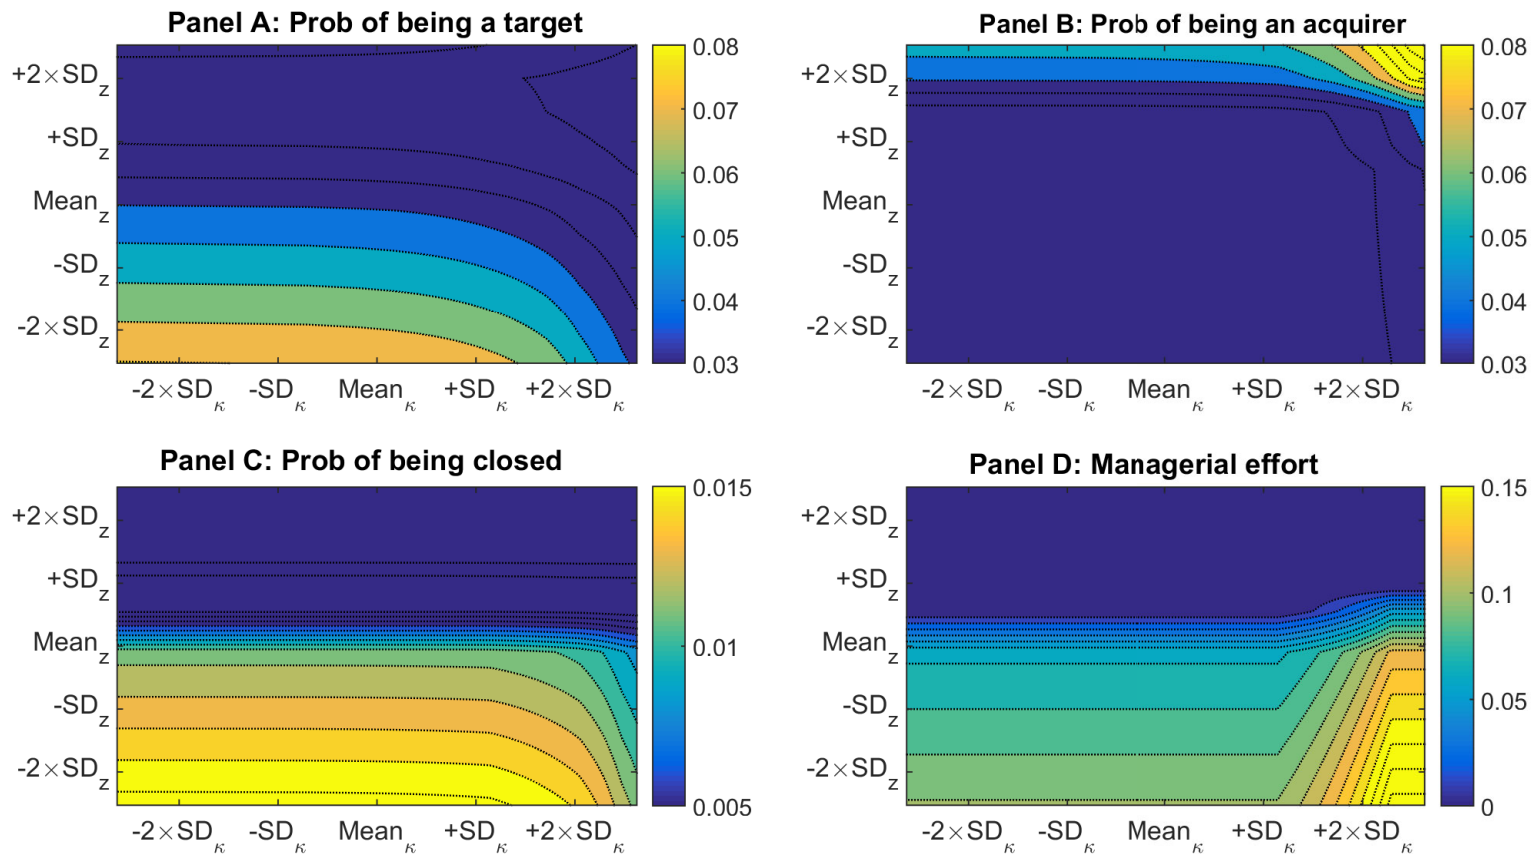 Panel A: Prob of being a target
+2×SD_z
+SD_z
Mean_z
-SD_z
-2×SD_z
-2×SD_κ -SD_κ Mean_κ +SD_κ +2×SD_κ
0.08
0.07
0.06
0.05
0.04
0.03
Panel B: Prob of being an acquirer
+2×SD_z
+SD_z
Mean_z
-SD_z
-2×SD_z
-2×SD_κ -SD_κ Mean_κ +SD_κ +2×SD_κ
0.08
0.07
0.06
0.05
0.04
0.03
Panel C: Prob of being closed
+2×SD_z
+SD_z
Mean_z
-SD_z
-2×SD_z
-2×SD_κ -SD_κ Mean_κ +SD_κ +2×SD_κ
0.015
0.010
0.005
Panel D: Managerial effort
+2×SD_z
+SD_z
Mean_z
-SD_z
-2×SD_z
-2×SD_κ -SD_κ Mean_κ +SD_κ +2×SD_κ
0.15
0.1
0.05
0